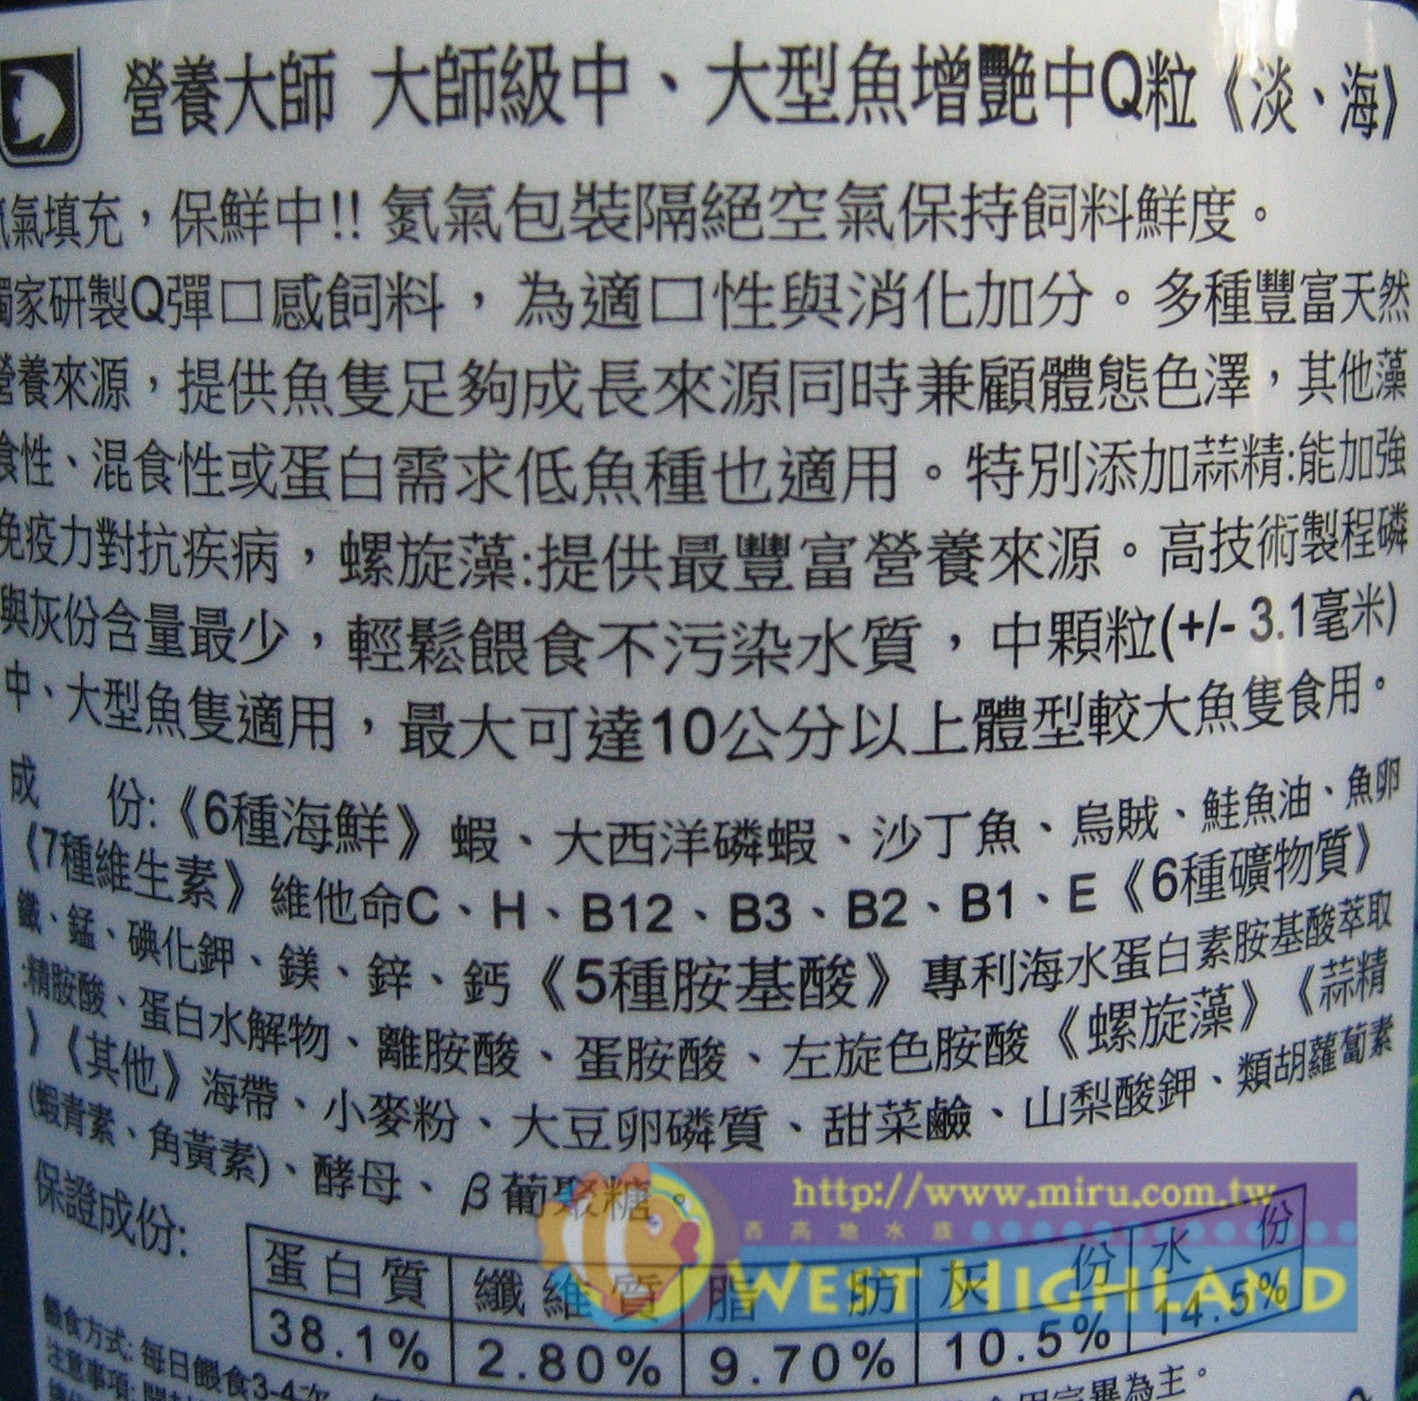 營養大師 大師級中、大型魚增艷中Q粒《淡、海》
氮氣填充，保鮮中!! 氮氣包裝隔絕空氣保持飼料鮮度。
獨家研製Q彈口感飼料，為適口性與消化加分。多種豐富天然
營養來源，提供魚隻足夠成長來源同時兼顧體態色澤，其他藻
食性、混食性或蛋白需求低魚種也適用。特別添加蒜精:能加強
免疫力對抗疾病，螺旋藻:提供最豐富營養來源。高技術製程磷
與灰份含量最少，輕鬆餵食不污染水質，中顆粒(+/- 3.1毫米)
中、大型魚隻適用，最大可達10公分以上體型較大魚隻食用。
成 份:《6種海鮮》蝦、大西洋磷蝦、沙丁魚、烏賊、鮭魚油、魚卵
《7種維生素》維他命C、H、B12、B3、B2、B1、E《6種礦物質》
鐵、錳、碘化鉀、鎂、鋅、鈣《5種胺基酸》專利海水蛋白素胺基酸萃取
:精胺酸、蛋白水解物、離胺酸、蛋胺酸、左旋色胺酸《螺旋藻》《蒜精
》《其他》海帶、小麥粉、大豆卵磷質、甜菜鹼、山梨酸鉀、類胡蘿蔔素
(蝦青素、角黃素)、酵母、β葡聚糖。
保證成份:
蛋白質 纖維質 脂肪 灰份 水份
38.1% 2.80% 9.70% 10.5% 14.5%
餵食方式: 每日餵食3-4次
注意事項:
為主。
http://www.miru.com.tw
西高地水族
WEST HIGHLAND